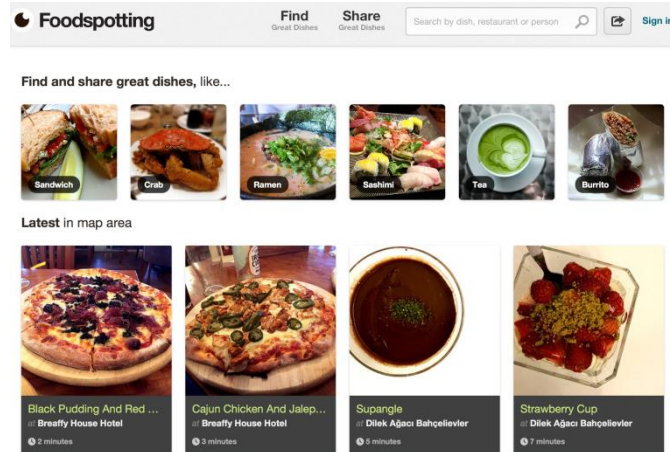 Foodspotting
Find
Great Dishes
Share
Great Dishes
Search by dish, restaurant or person
Sign in
Find and share great dishes, like...
Sandwich
Crab
Ramen
Sashimi
Tea
Burrito
Latest in map area
Black Pudding And Red ...
at Breaffy House Hotel
2 minutes
Cajun Chicken And Jalep...
at Breaffy House Hotel
3 minutes
Supangle
at Dilek Ağacı Bahçelievler
5 minutes
Strawberry Cup
at Dilek Ağacı Bahçelievler
7 minutes